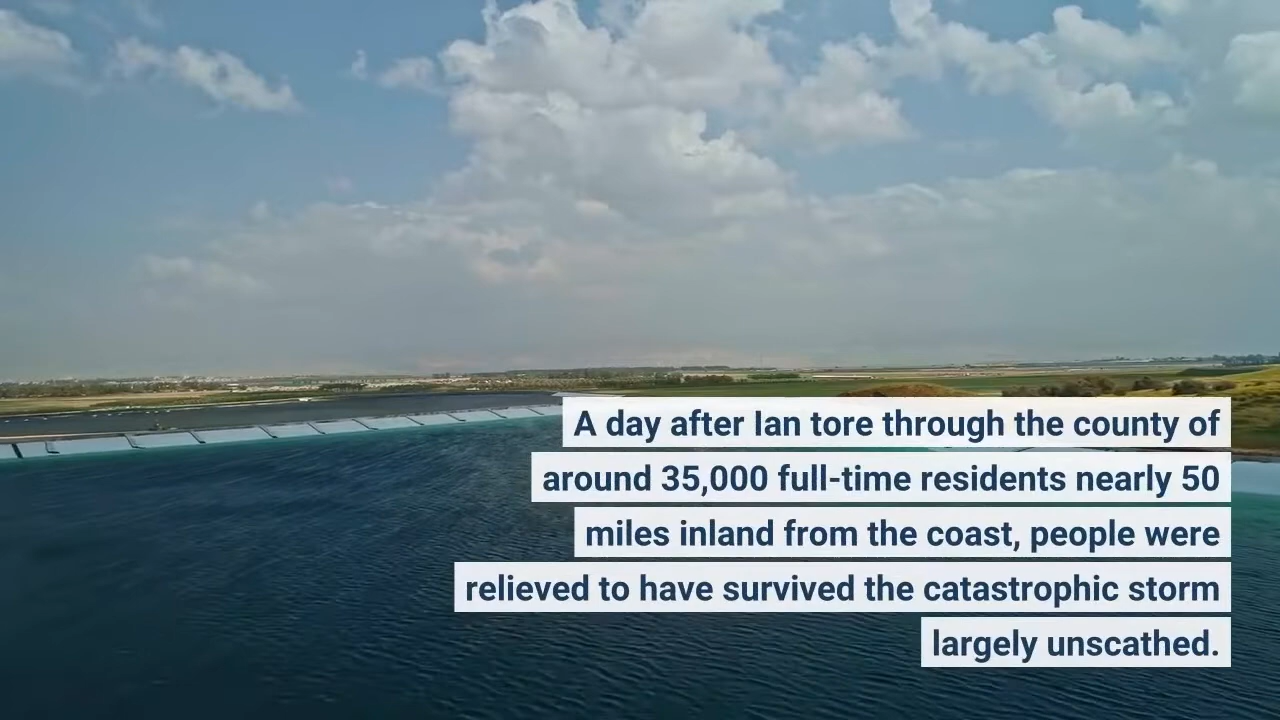 A day after Ian tore through the county of
around 35,000 full-time residents nearly 50
miles inland from the coast, people were
relieved to have survived the catastrophic storm
largely unscathed.